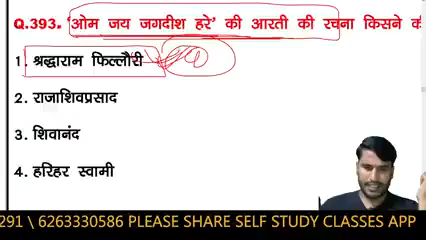 Q.393. 'ओम जय जगदीश हरे' की आरती की रचना किसने की
1. श्रद्धाराम फिल्लौरी
2. राजाशिवप्रसाद
3. शिवानंद
4. हरिहर स्वामी
291 \ 6263330586 PLEASE SHARE SELF STUDY CLASSES APP